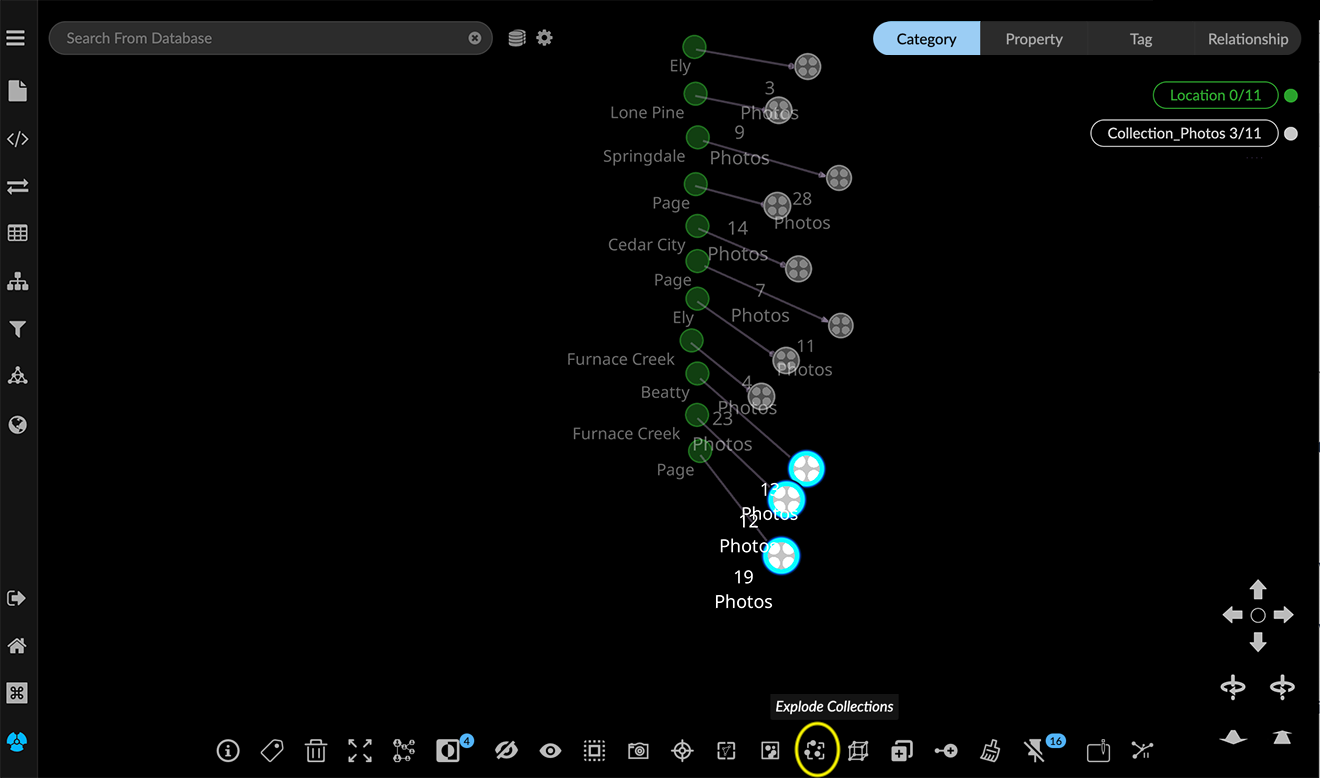 Search From Database
Category
Property
Tag
Relationship
Location 0/11
Collection_Photos 3/11
Ely
3
Photos
Lone Pine
9
Photos
Springdale
28
Photos
Page
14
Photos
Cedar City
7
Photos
Page
11
Photos
Ely
4
Photos
Furnace Creek
23
Photos
Beatty
13
Photos
Furnace Creek
12
Photos
Page
19
Photos
Explode Collections
4
16